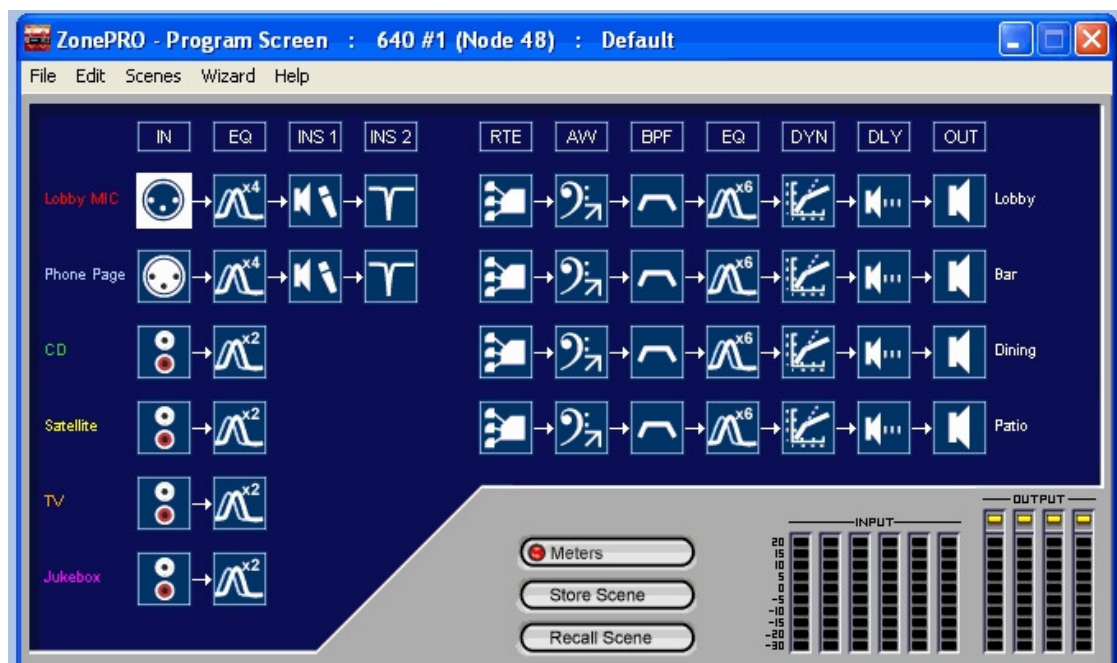 ZonePRO - Program Screen : 640 #1 (Node 48) : Default
File Edit Scenes Wizard Help
IN EQ INS 1 INS 2 RTE AW BPF EQ DYN DLY OUT
Lobby MIC x4 x6 Lobby
Phone Page x4 x6 Bar
CD x2 x6 Dining
Satellite x2 x6 Patio
TV x2
Jukebox x2
Meters
Store Scene
Recall Scene
INPUT
OUTPUT
20
15
10
5
0
-5
-10
-15
-20
-30